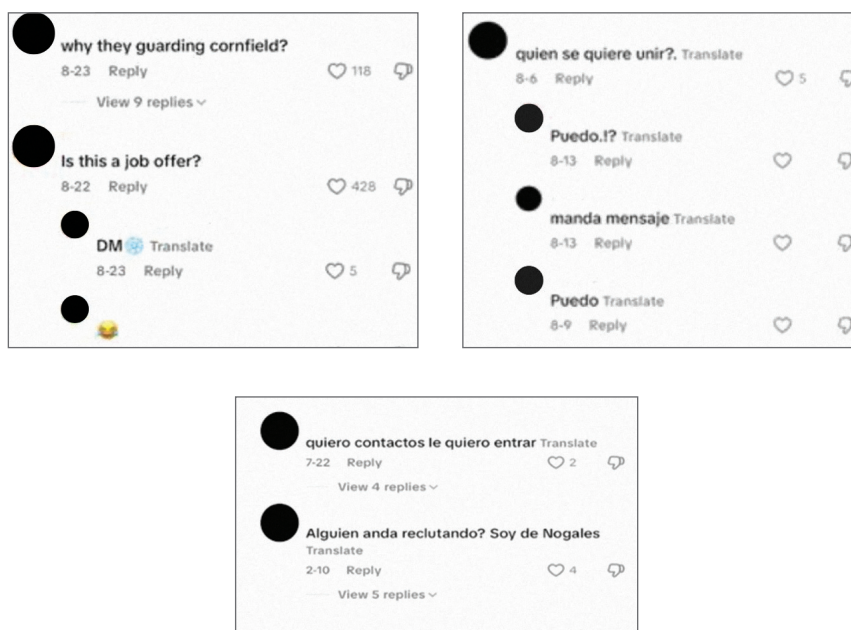 why they guarding cornfield?
8-23 Reply 118
View 9 replies
Is this a job offer?
8-22 Reply 428
DM Translate
8-23 Reply 5
quien se quiere unir?. Translate
8-6 Reply 5
Puedo.!? Translate
8-13 Reply
manda mensaje Translate
8-13 Reply
Puedo Translate
8-9 Reply
quiero contactos le quiero entrar Translate
7-22 Reply 2
View 4 replies
Alguien anda reclutando? Soy de Nogales
Translate
2-10 Reply 4
View 5 replies